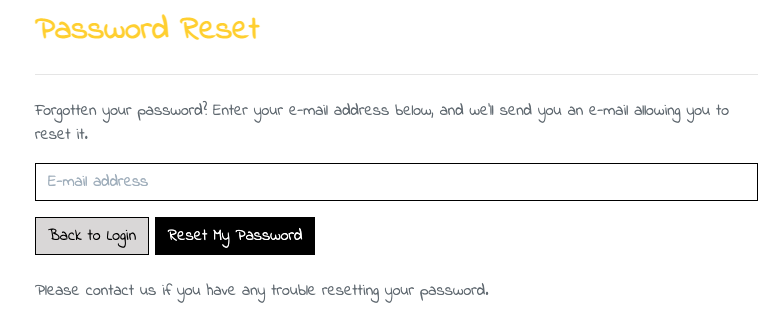 Password Reset
Forgotten your password? Enter your e-mail address below, and we'll send you an e-mail allowing you to
reset it.
E-mail address
Back to Login
Reset My Password
Please contact us if you have any trouble resetting your password.